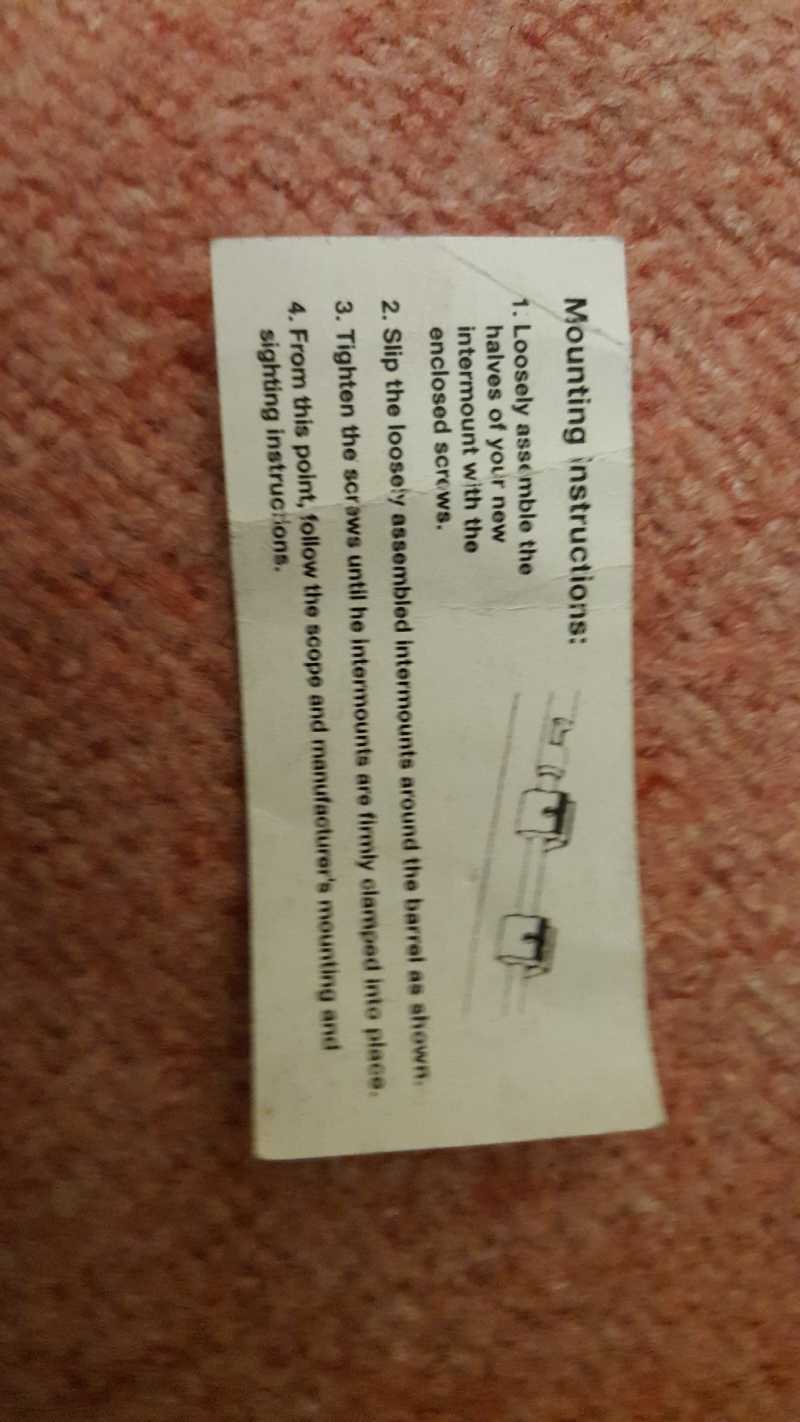 Mounting instructions:
1. Loosely assemble the
halves of your new
intermount with the
enclosed screws.
2. Slip the loosely assembled intermounts around the barrel as shown.
3. Tighten the screws until he intermounts are firmly clamped into place.
4. From this point, follow the scope and manufacturer's mounting and
sighting instructions.